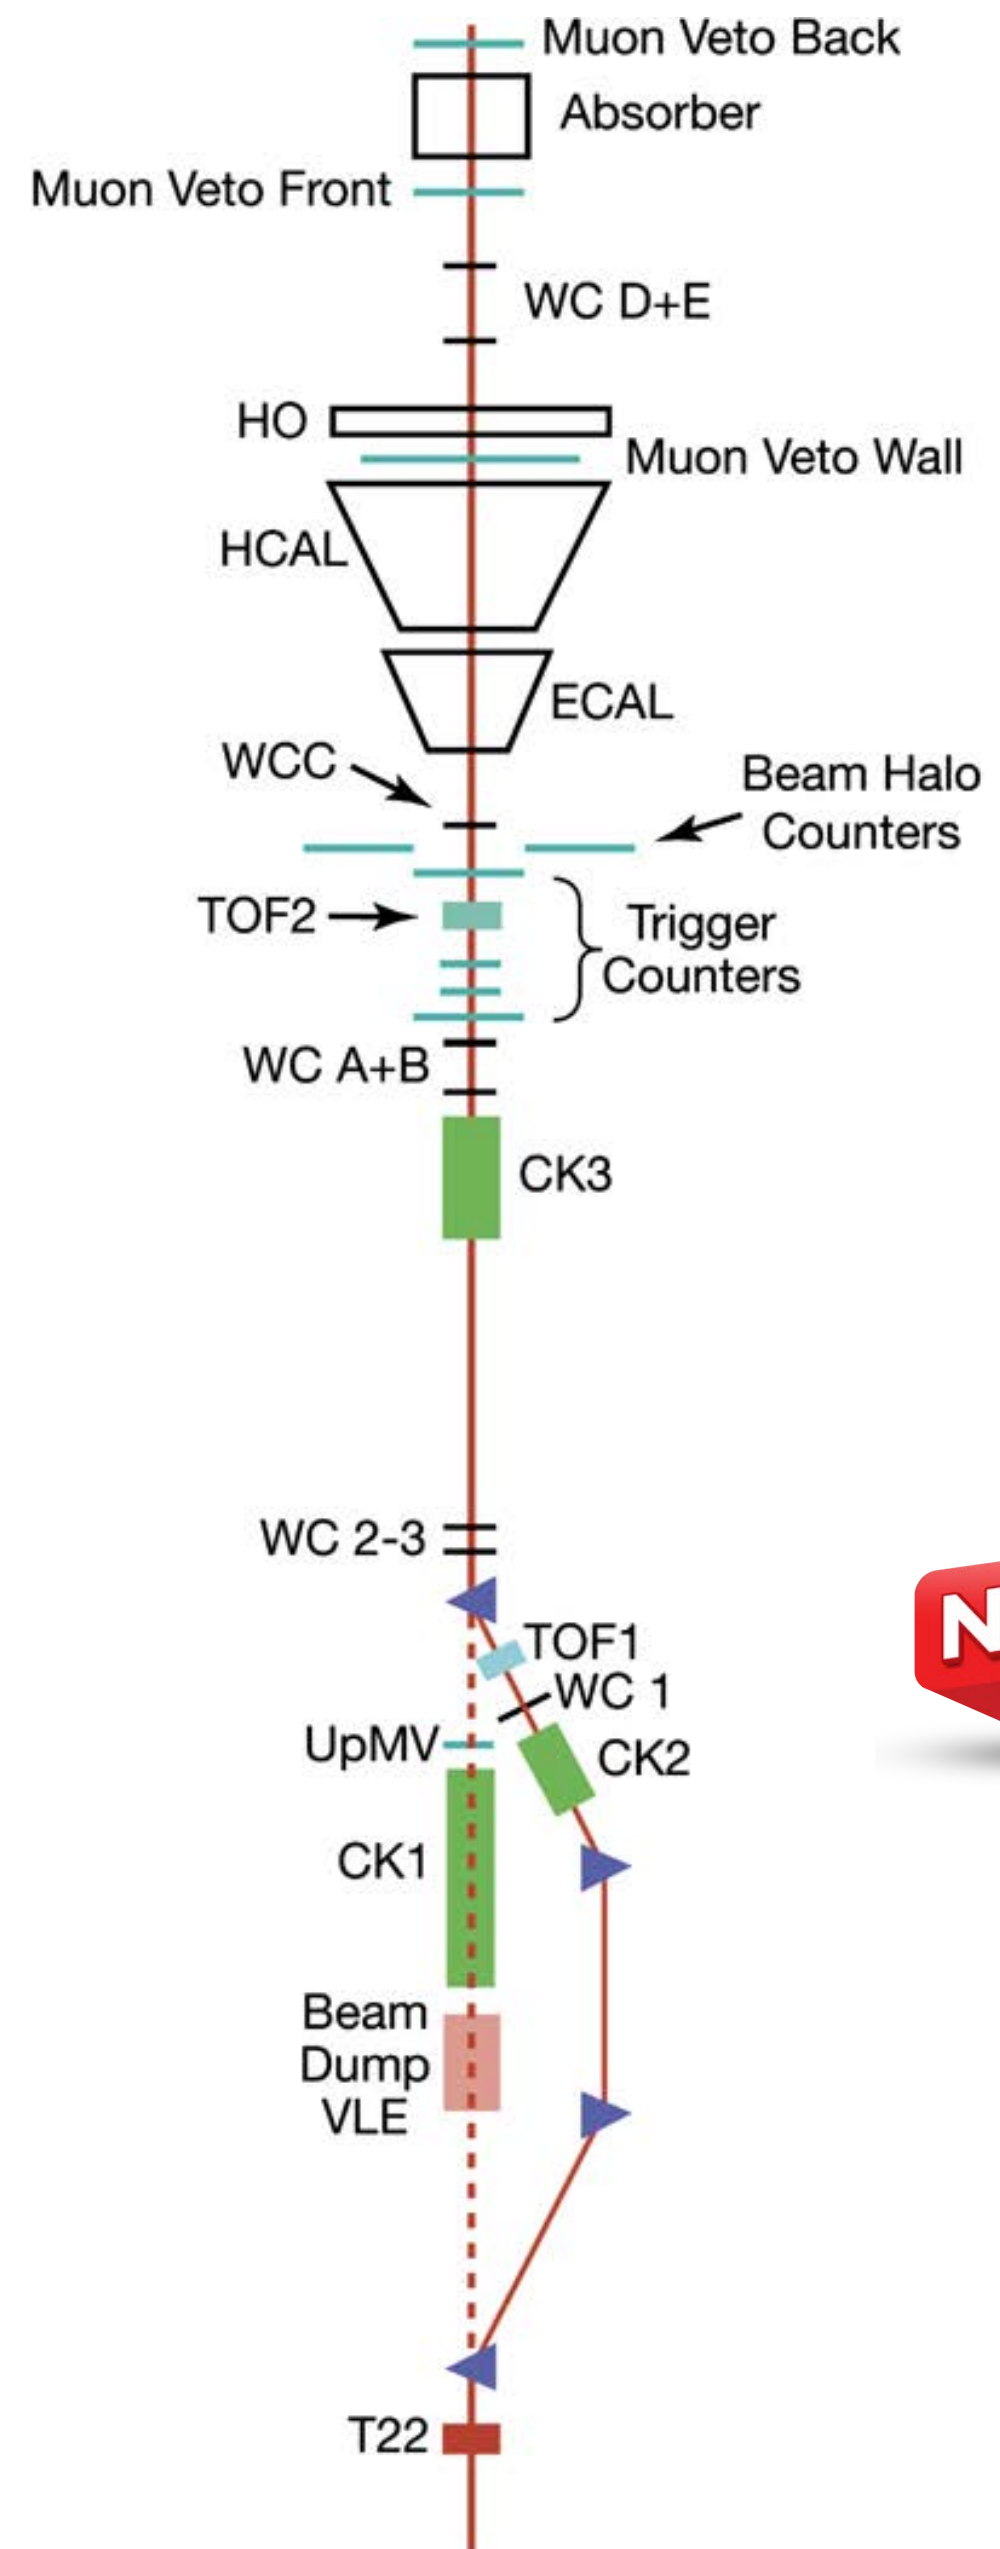 Muon Veto Back
Absorber
Muon Veto Front
WC D+E
HO
Muon Veto Wall
HCAL
ECAL
WCC
Beam Halo
Counters
TOF2
Trigger
Counters
WC A+B
CK3
WC 2-3
TOF1
WC 1
UpMV
CK2
CK1
Beam
Dump
VLE
T22